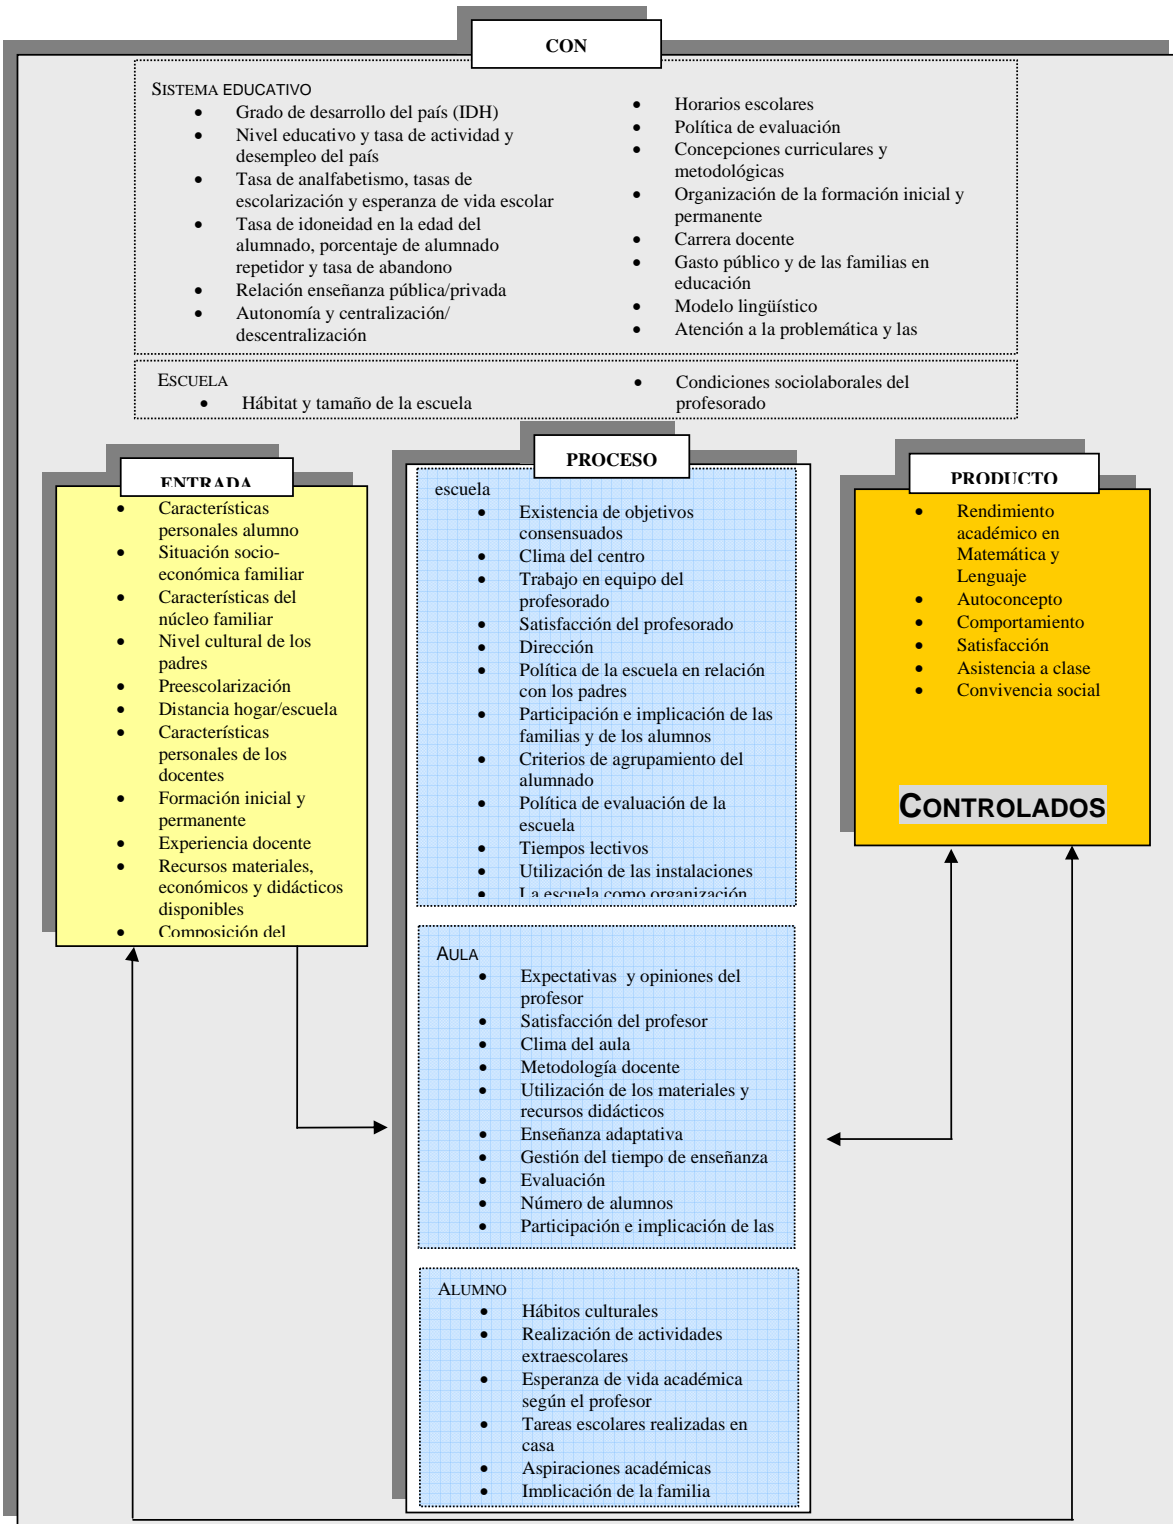 CON
SISTEMA EDUCATIVO
• Grado de desarrollo del país (IDH)
• Nivel educativo y tasa de actividad y
desempleo del país
• Tasa de analfabetismo, tasas de
escolarización y esperanza de vida escolar
• Tasa de idoneidad en la edad del
alumnado, porcentaje de alumnado
repetidor y tasa de abandono
• Relación enseñanza pública/privada
• Autonomía y centralización/
descentralización
• Horarios escolares
• Política de evaluación
• Concepciones curriculares y
metodológicas
• Organización de la formación inicial y
permanente
• Carrera docente
• Gasto público y de las familias en
educación
• Modelo lingüístico
• Atención a la problemática y las
ESCUELA
• Hábitat y tamaño de la escuela
• Condiciones sociolaborales del
profesorado
ENTRADA
• Características
personales alumno
• Situación socio-
económica familiar
• Características del
núcleo familiar
• Nivel cultural de los
padres
• Preescolarización
• Distancia hogar/escuela
• Características
personales de los
docentes
• Formación inicial y
permanente
• Experiencia docente
• Recursos materiales,
económicos y didácticos
disponibles
• Composición del
PROCESO
escuela
• Existencia de objetivos
consensuados
• Clima del centro
• Trabajo en equipo del
profesorado
• Satisfacción del profesorado
• Dirección
• Política de la escuela en relación
con los padres
• Participación e implicación de las
familias y de los alumnos
• Criterios de agrupamiento del
alumnado
• Política de evaluación de la
escuela
• Tiempos lectivos
• Utilización de las instalaciones
• La escuela como organización
AULA
• Expectativas y opiniones del
profesor
• Satisfacción del profesor
• Clima del aula
• Metodología docente
• Utilización de los materiales y
recursos didácticos
• Enseñanza adaptativa
• Gestión del tiempo de enseñanza
• Evaluación
• Número de alumnos
• Participación e implicación de las
ALUMNO
• Hábitos culturales
• Realización de actividades
extraescolares
• Esperanza de vida académica
según el profesor
• Tareas escolares realizadas en
casa
• Aspiraciones académicas
• Implicación de la familia
PRODUCTO
• Rendimiento
académico en
Matemática y
Lenguaje
• Autoconcepto
• Comportamiento
• Satisfacción
• Asistencia a clase
• Convivencia social
CONTROLADOS